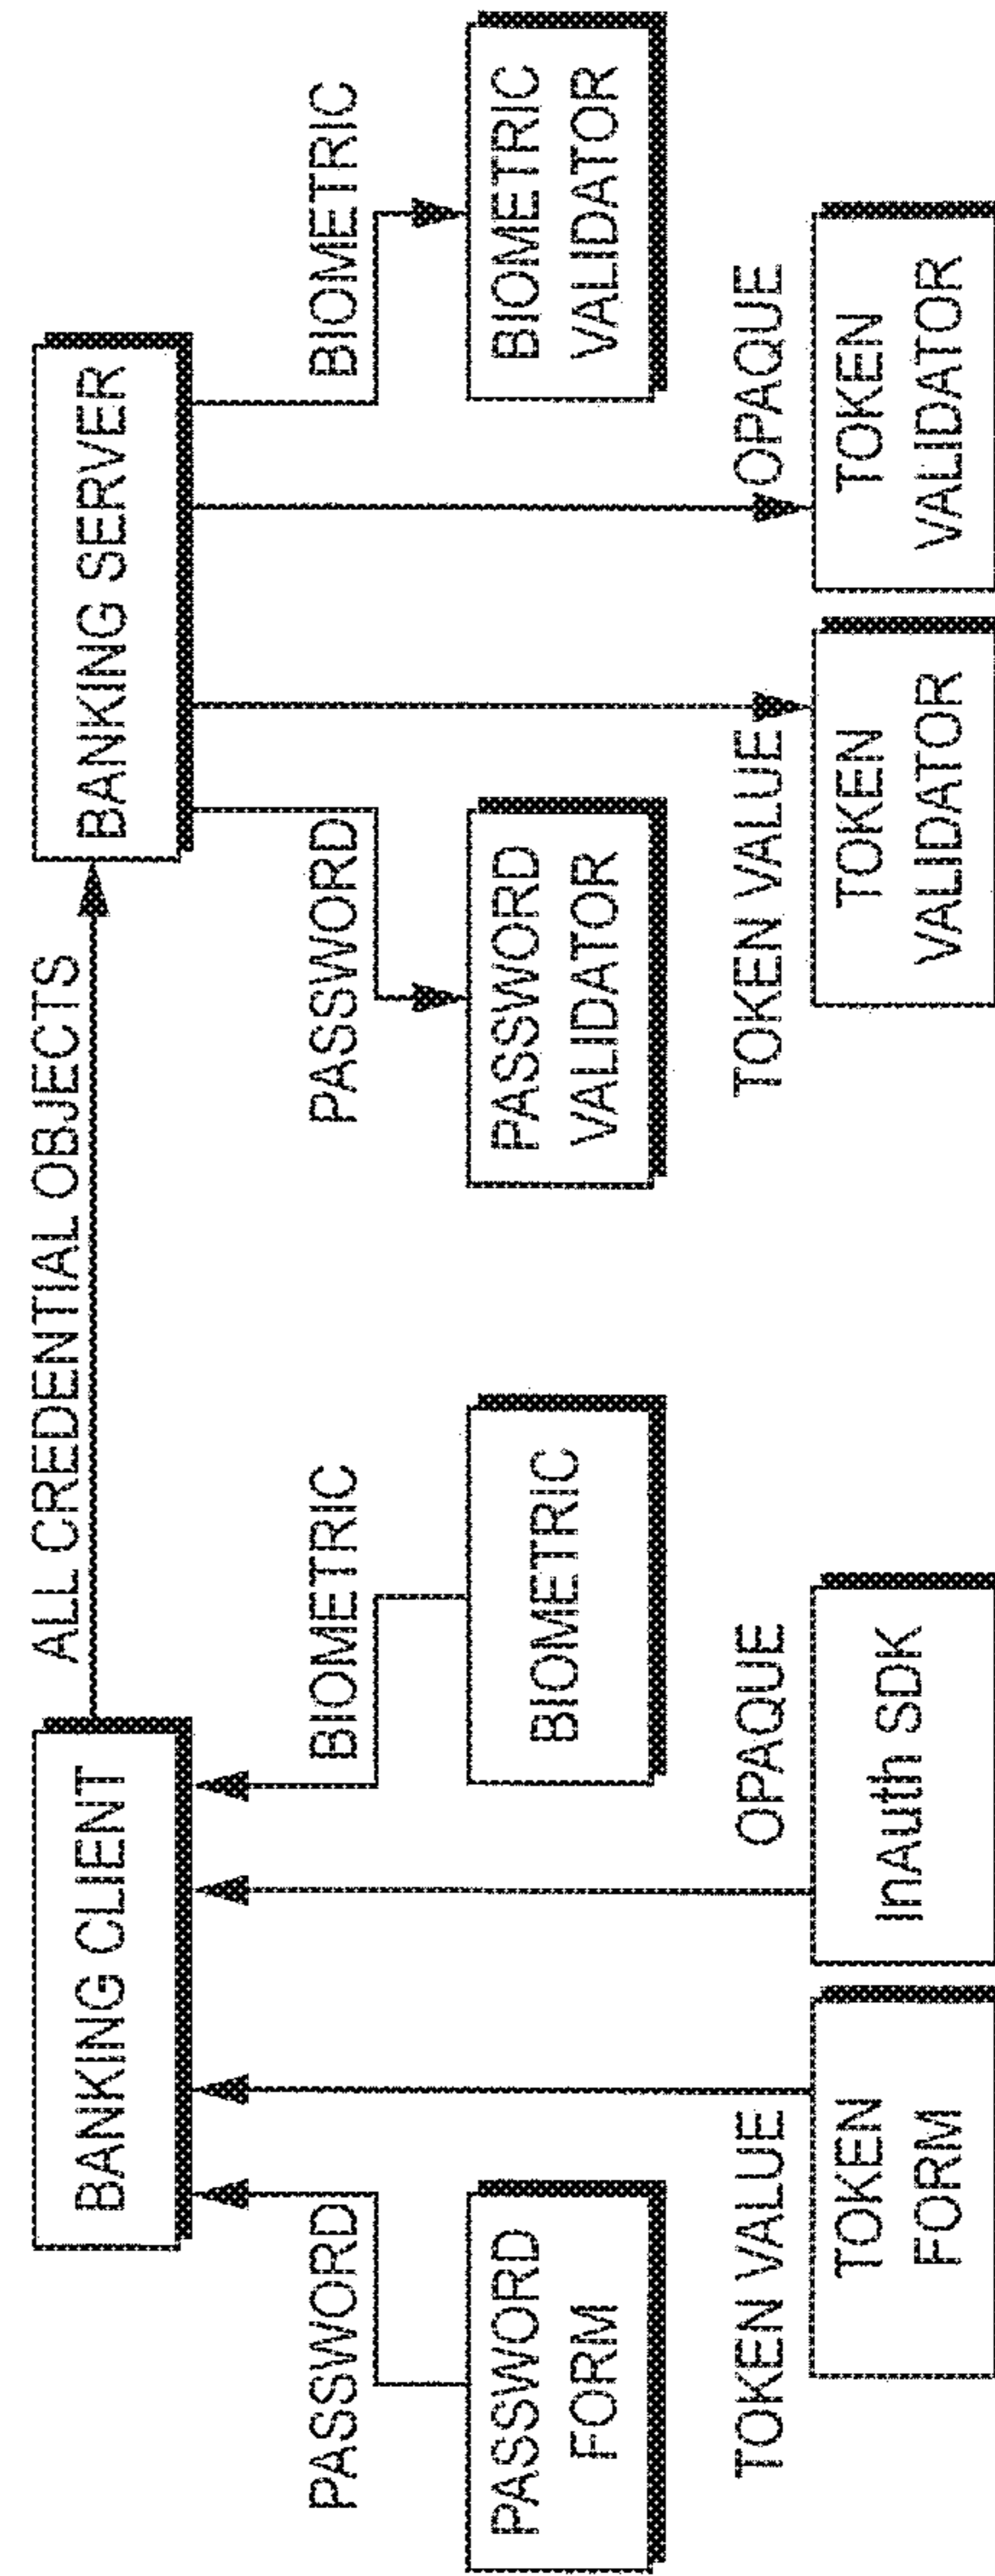 ALL CREDENTIAL OBJECTS
BANKING CLIENT
BANKING SERVER
PASSWORD
BIOMETRIC
PASSWORD
BIOMETRIC
PASSWORD
FORM
BIOMETRIC
PASSWORD
VALIDATOR
BIOMETRIC
VALIDATOR
TOKEN VALUE
OPAQUE
TOKEN VALUE
OPAQUE
TOKEN
FORM
InAuth SDK
TOKEN
VALIDATOR
TOKEN
VALIDATOR